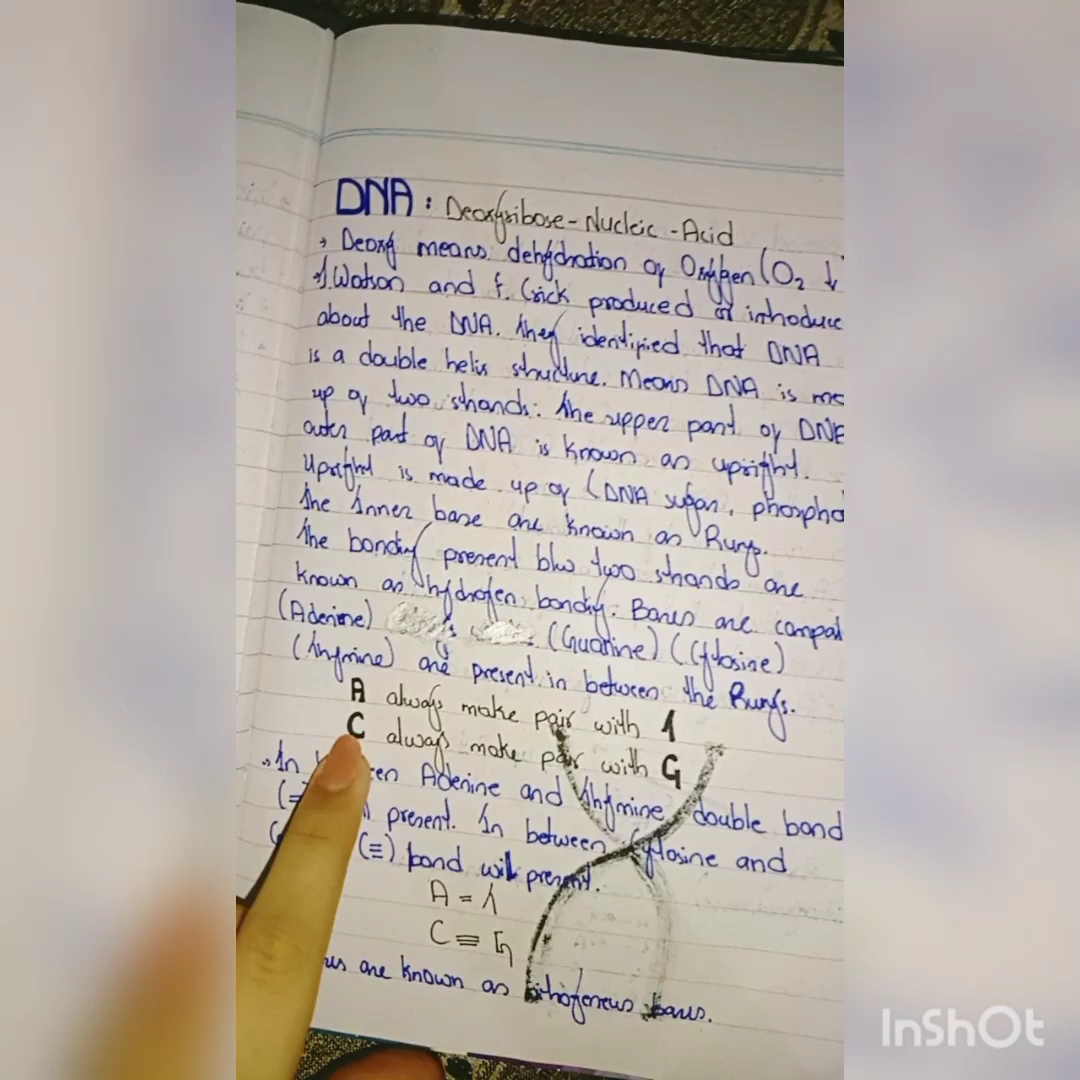 DNA : Deoxyribose - Nucleic - Acid
→ Deoxy means dehydration of Oxygen (O₂ ↓
J. Watson and f. Crick produced or introduce
about the DNA. They identified that DNA
is a double helix structure. Means DNA is
up of two strands. The upper part of DNA
outer part of DNA is known as upright.
Upright is made up of (DNA sugar, phospho
The Inner base are known as Rungs.
The bonding present b/w two strands are
known as hydrogen bonding. Bases are
(Adenine) (Guanine) (Cytosine)
(Thymine) are present in between the Rungs.
A always make pair with T
C always make pair with G
In Adenine and Thymine double bond
(= present. In between Cytosine and
(≡) bond will present.
A = T
C ≡ G
are known as nitrogeneus bases.
InShOt